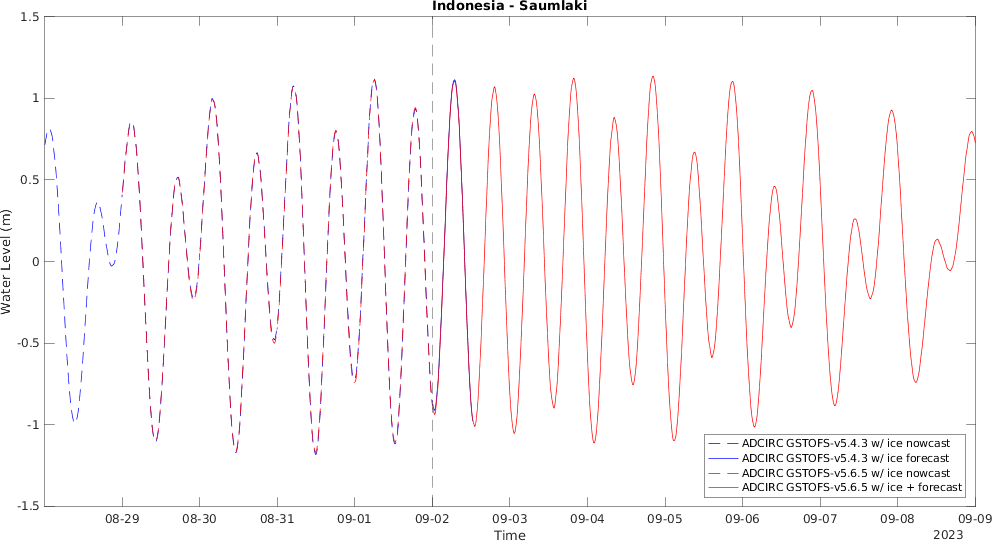 Indonesia - Saumlaki
1.5
1
0.5
0
-0.5
-1
-1.5
Water Level (m)
ADCIRC GSTOFS-v5.4.3 w/ ice nowcast
ADCIRC GSTOFS-v5.4.3 w/ ice forecast
ADCIRC GSTOFS-v5.6.5 w/ ice nowcast
ADCIRC GSTOFS-v5.6.5 w/ ice + forecast
08-29 08-30 08-31 09-01 09-02 09-03 09-04 09-05 09-06 09-07 09-08 09-09
Time
2023